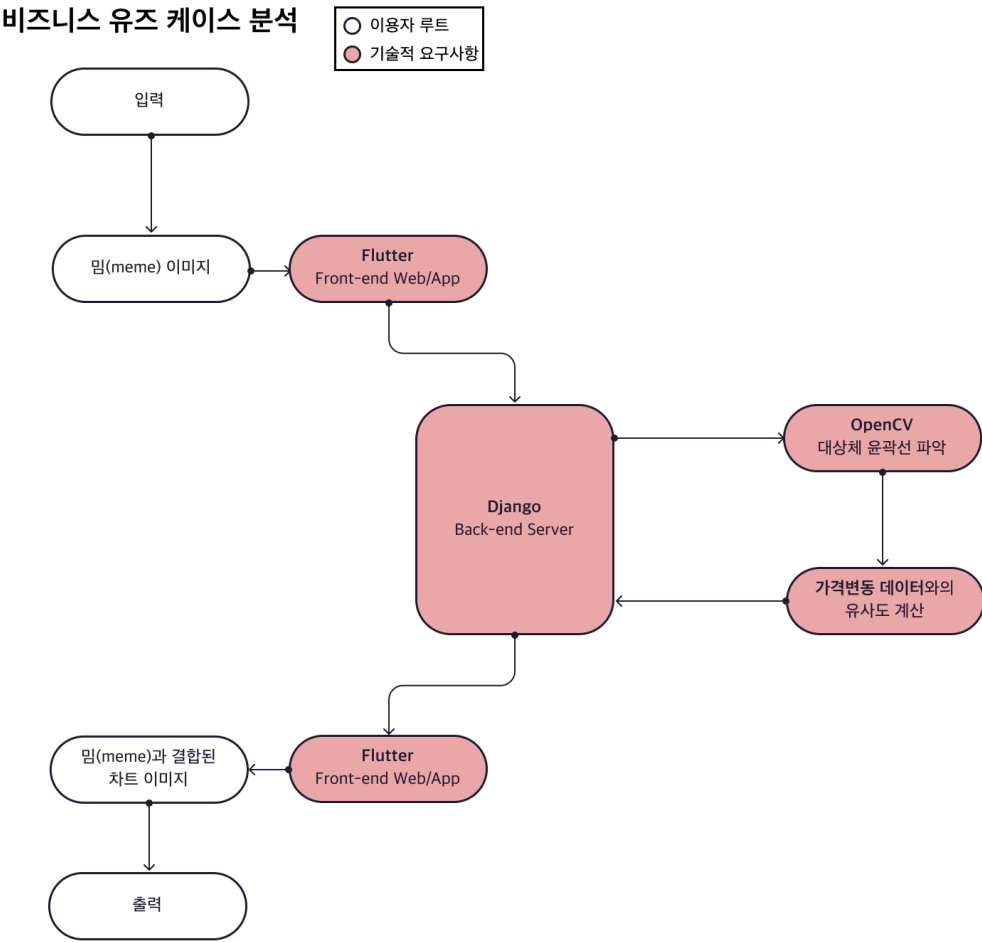 비즈니스 유즈 케이스 분석
이용자 루트
기술적 요구사항
입력
밈(meme) 이미지
Flutter
Front-end Web/App
OpenCV
대상체 윤곽선 파악
Django
Back-end Server
가격변동 데이터와의
유사도 계산
밈(meme)과 결합된
차트 이미지
Flutter
Front-end Web/App
출력